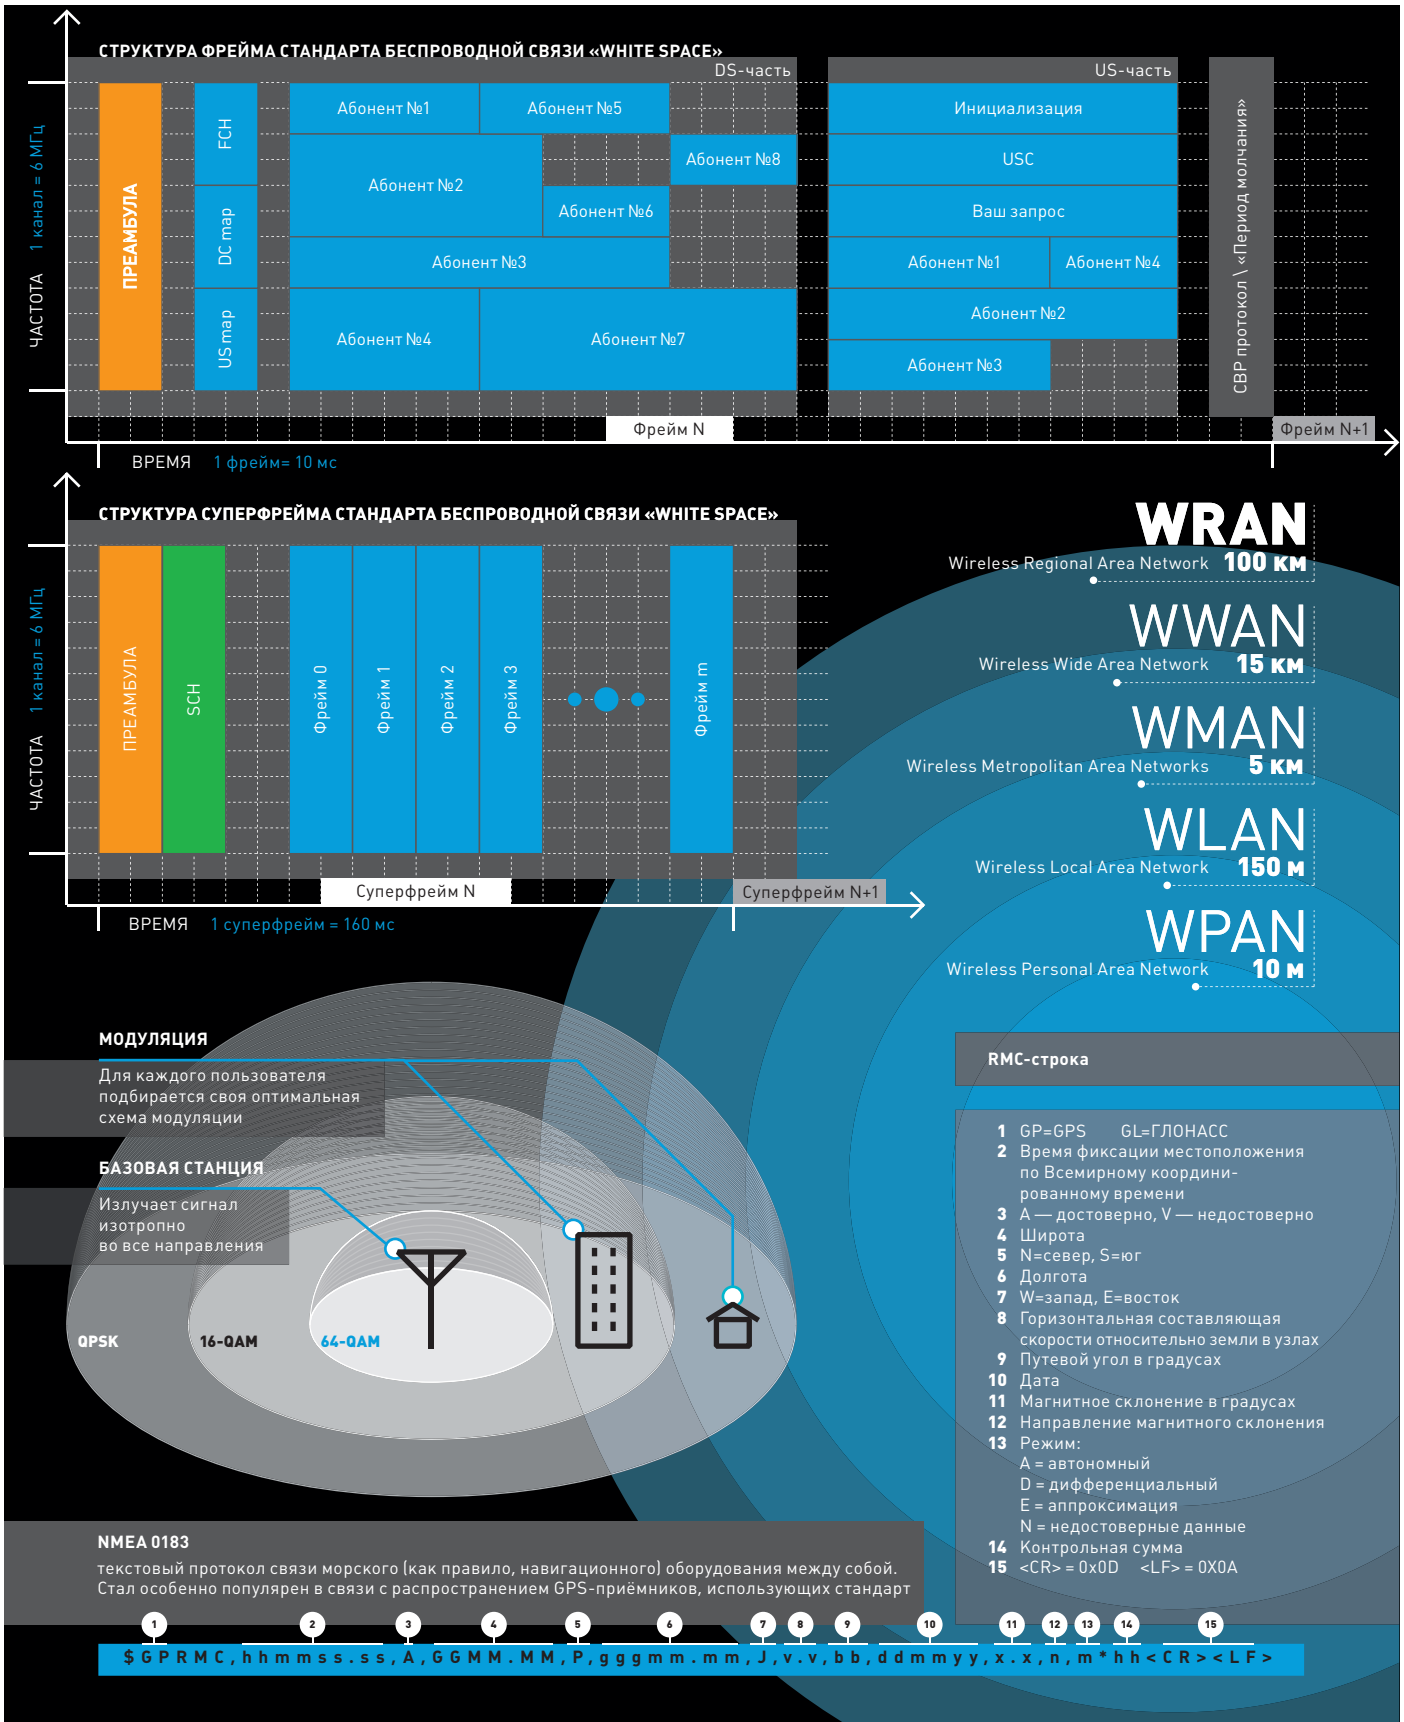 СТРУКТУРА ФРЕЙМА СТАНДАРТА БЕСПРОВОДНОЙ СВЯЗИ «WHITE SPACE»
DS-часть
US-часть
ЧАСТОТА 1 канал = 6 МГц
ПРЕАМБУЛА
FCH
DC map
US map
Абонент №1
Абонент №5
Абонент №8
Абонент №2
Абонент №6
Абонент №3
Абонент №4
Абонент №7
Инициализация
USC
Ваш запрос
Абонент №1
Абонент №4
Абонент №2
Абонент №3
CBP протокол \ «Период молчания»
Фрейм N
Фрейм N+1
ВРЕМЯ 1 фрейм= 10 мс
СТРУКТУРА СУПЕРФРЕЙМА СТАНДАРТА БЕСПРОВОДНОЙ СВЯЗИ «WHITE SPACE»
ЧАСТОТА 1 канал = 6 МГц
ПРЕАМБУЛА
SCH
Фрейм 0
Фрейм 1
Фрейм 2
Фрейм 3
Фрейм m
Суперфрейм N
Суперфрейм N+1
ВРЕМЯ 1 суперфрейм = 160 мс
WRAN
Wireless Regional Area Network 100 км
WWAN
Wireless Wide Area Network 15 км
WMAN
Wireless Metropolitan Area Networks 5 км
WLAN
Wireless Local Area Network 150 м
WPAN
Wireless Personal Area Network 10 м
МОДУЛЯЦИЯ
Для каждого пользователя
подбирается своя оптимальная
схема модуляции
БАЗОВАЯ СТАНЦИЯ
Излучает сигнал
изотропно
во все направления
QPSK
16-QAM
64-QAM
RMC-строка
1 GP=GPS GL=ГЛОНАСС
2 Время фиксации местоположения
по Всемирному координи-
рованному времени
3 A — достоверно, V — недостоверно
4 Широта
5 N=север, S=юг
6 Долгота
7 W=запад, E=восток
8 Горизонтальная составляющая
скорости относительно земли в узлах
9 Путевой угол в градусах
10 Дата
11 Магнитное склонение в градусах
12 Направление магнитного склонения
13 Режим:
A = автономный
D = дифференциальный
E = аппроксимация
N = недостоверные данные
14 Контрольная сумма
15 <CR> = 0x0D <LF> = 0X0A
NMEA 0183
текстовый протокол связи морского (как правило, навигационного) оборудования между собой.
Стал особенно популярен в связи с распространением GPS-приёмников, использующих стандарт
1 2 3 4 5 6 7 8 9 10 11 12 13 14 15
$GPRMC,hhmmss.ss,A,GGMM.MM,P,gggmm.mm,J,v.v,bb,ddmmyy,x.x,n,m*hh<CR><LF>